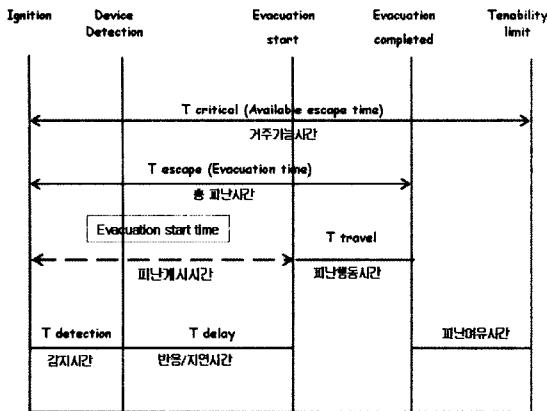 Ignition
Device
Detection
Evacuation
start
Evacuation
completed
Tenability
limit
T critical (Available escape time)
거주가능시간
T escape (Evacuation time)
총 피난시간
Evacuation start time
T travel
피난개시시간
피난행동시간
T detection
T delay
피난여유시간
감지시간
반응/지연시간